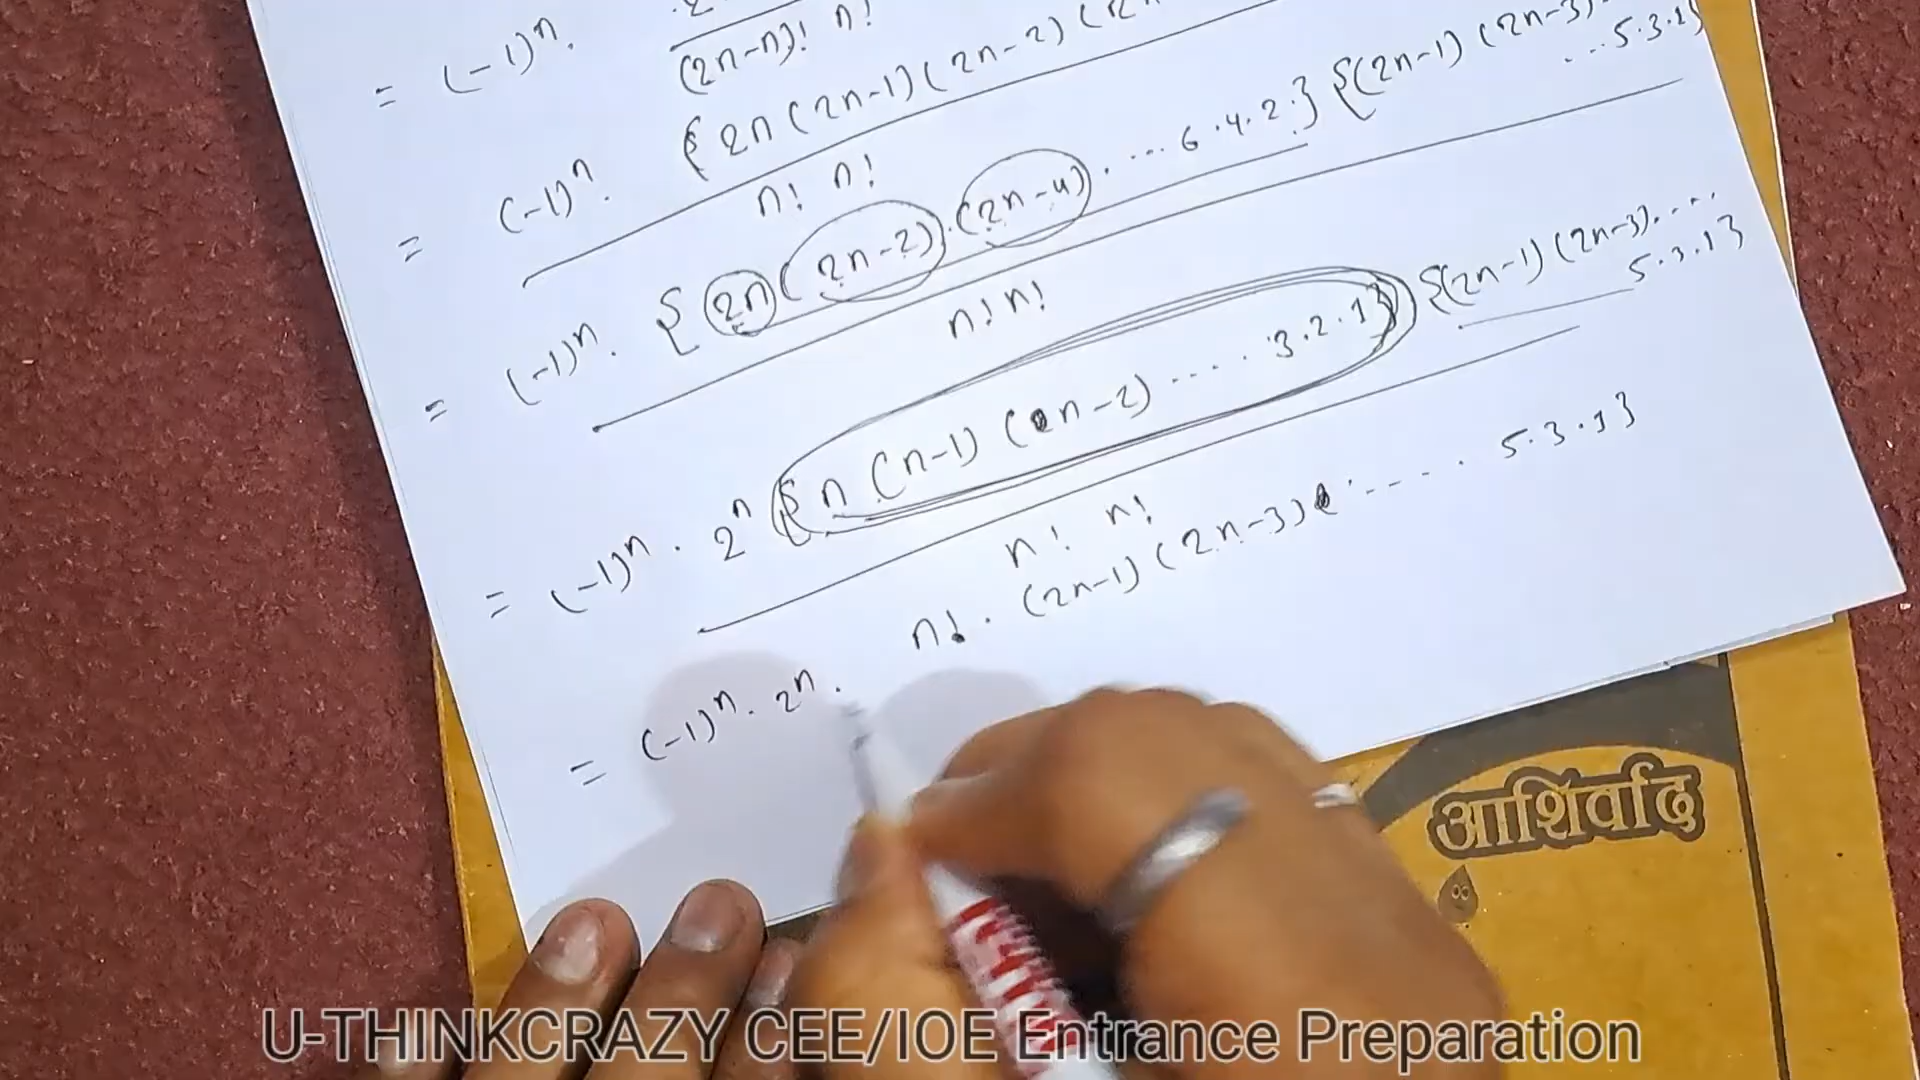 = (-1)ⁿ.
(2n-n)! n!
= (-1)ⁿ. { 2n (2n-1) (2n-2)
n! n!
= (-1)ⁿ. { 2n (2n-2).(2n-4). ... 6.4.2.} {(2n-1) (2n-3)
...5.3.1}
n! n!
= (-1)ⁿ. 2ⁿ { n (n-1) (n-2) .... 3.2.1} {(2n-1) (2n-3)....
5.3.1}
n! n!
n!. (2n-1) (2n-3) ..... 5.3.1}
= (-1)ⁿ. 2ⁿ.
आशिर्वाद
U-THINKCRAZY CEE/IOE Entrance Preparation